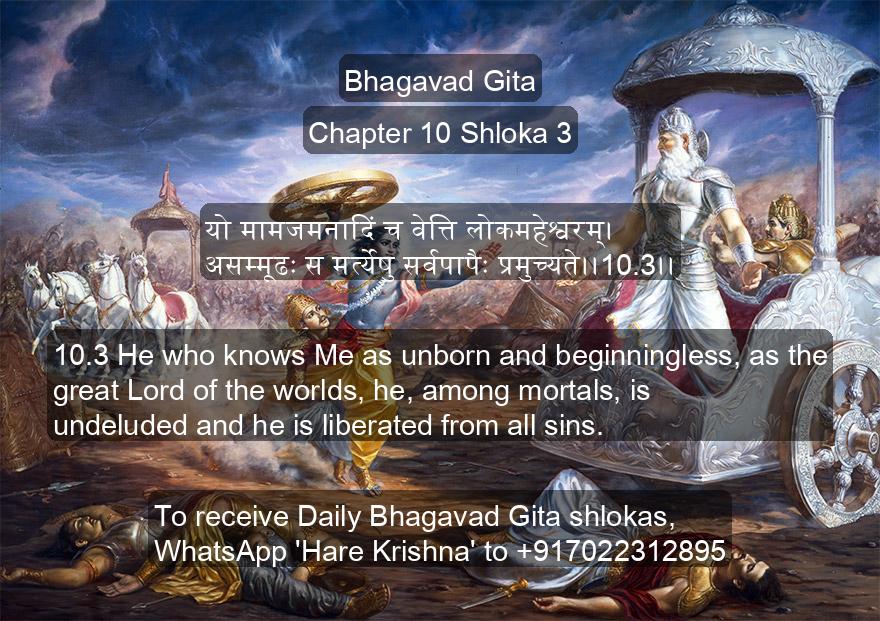 Bhagavad Gita
Chapter 10 Shloka 3
यो मामजमनादिं च वेत्ति लोकमहेश्वरम्।
असम्मूढः स मर्त्येषु सर्वपापैः प्रमुच्यते।।10.3।।
10.3 He who knows Me as unborn and beginningless, as the
great Lord of the worlds, he, among mortals, is
undeluded and he is liberated from all sins.
To receive Daily Bhagavad Gita shlokas,
WhatsApp 'Hare Krishna' to +917022312895